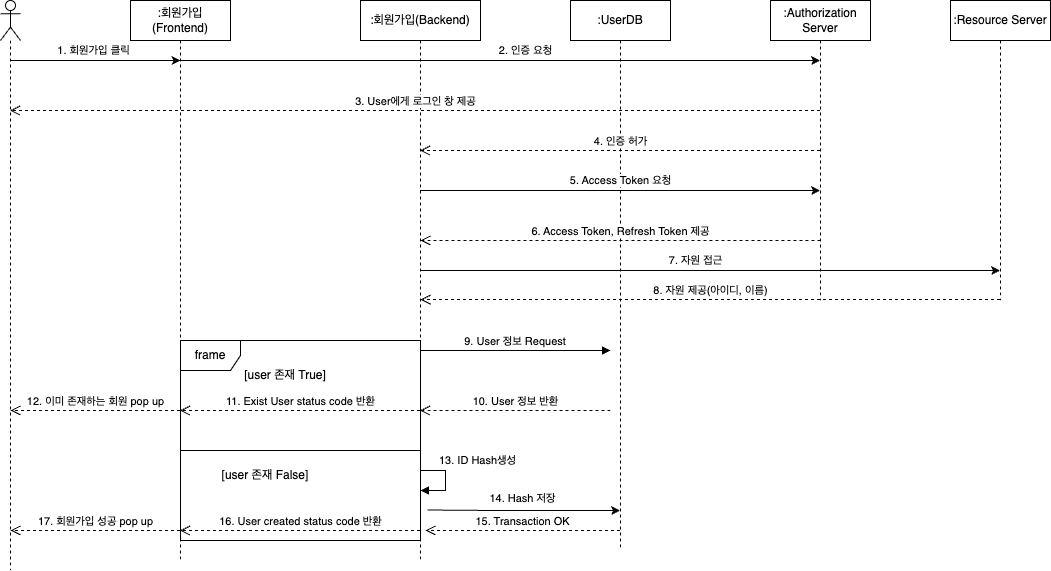 :회원가입
(Frontend)
:회원가입(Backend)
:UserDB
:Authorization
Server
:Resource Server
1. 회원가입 클릭
2. 인증 요청
3. User에게 로그인 창 제공
4. 인증 허가
5. Access Token 요청
6. Access Token, Refresh Token 제공
7. 자원 접근
8. 자원 제공(아이디, 이름)
9. User 정보 Request
frame
[user 존재 True]
12. 이미 존재하는 회원 pop up
11. Exist User status code 반환
10. User 정보 반환
13. ID Hash생성
[user 존재 False]
14. Hash 저장
17. 회원가입 성공 pop up
16. User created status code 반환
15. Transaction OK